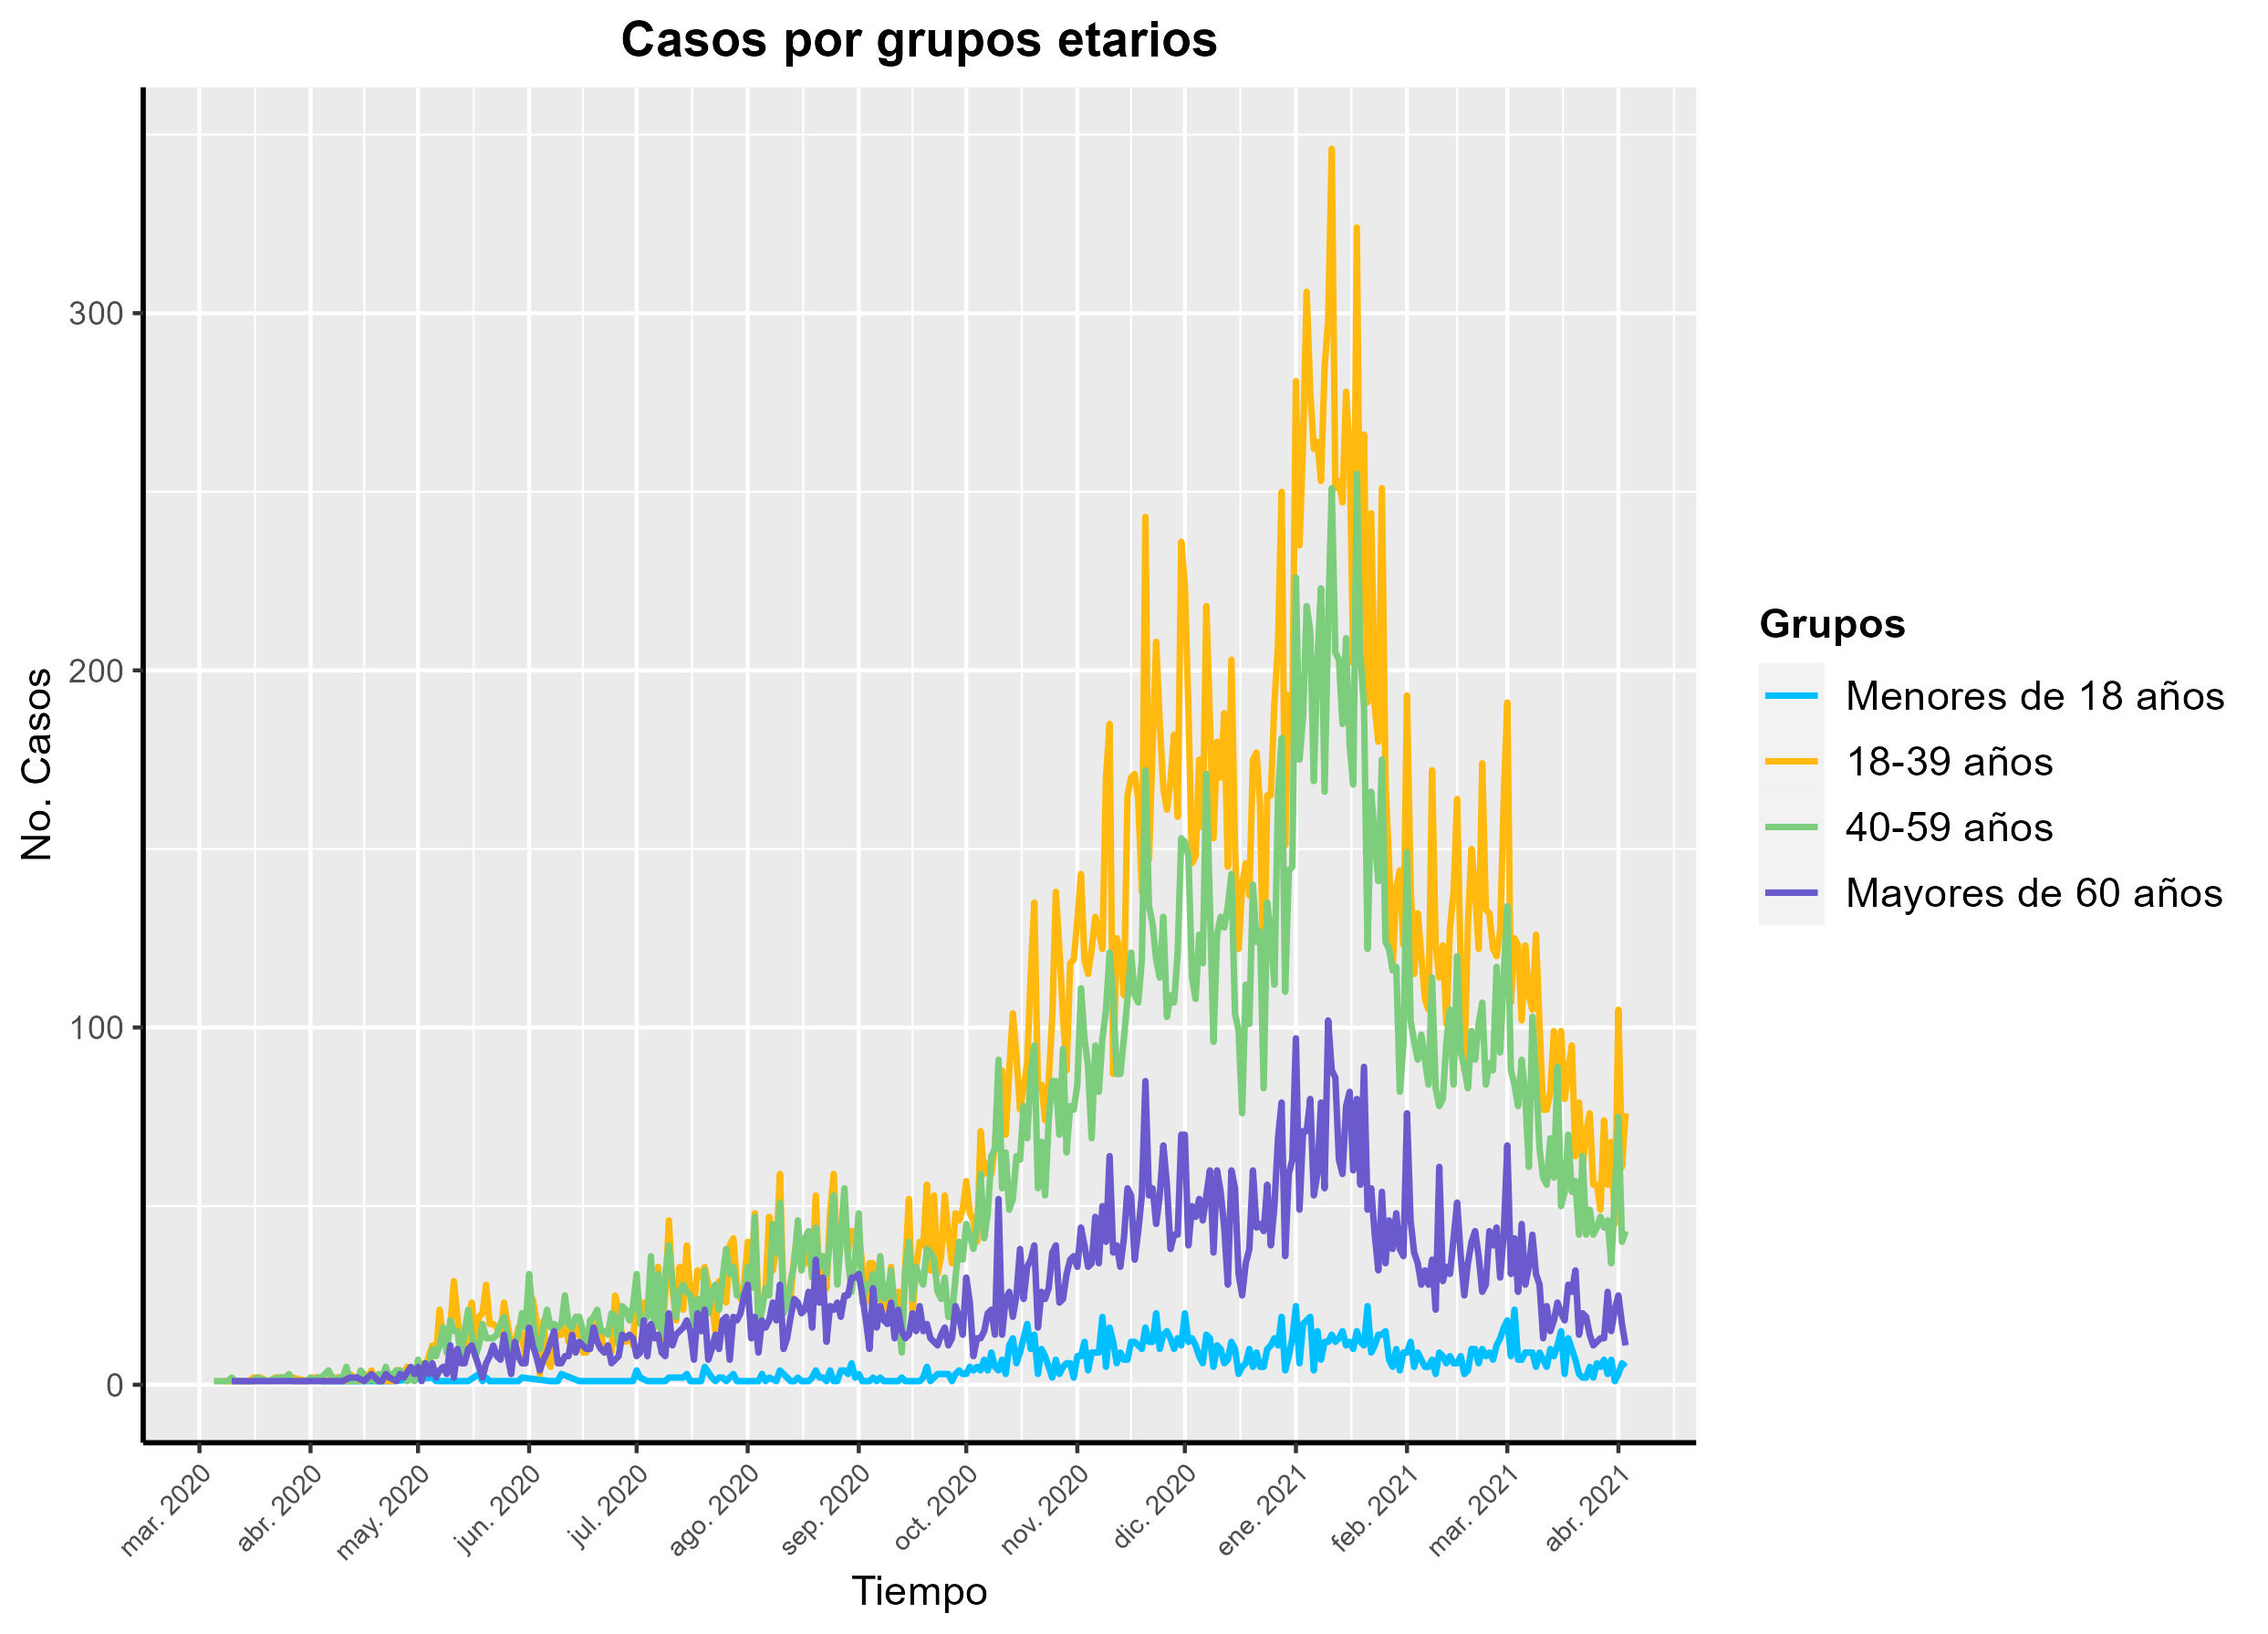 Casos por grupos etarios
No. Casos
300
200
100
0
mar. 2020
abr. 2020
may. 2020
jun. 2020
jul. 2020
ago. 2020
sep. 2020
oct. 2020
nov. 2020
dic. 2020
ene. 2021
feb. 2021
mar. 2021
abr. 2021
Tiempo
Grupos
Menores de 18 años
18-39 años
40-59 años
Mayores de 60 años